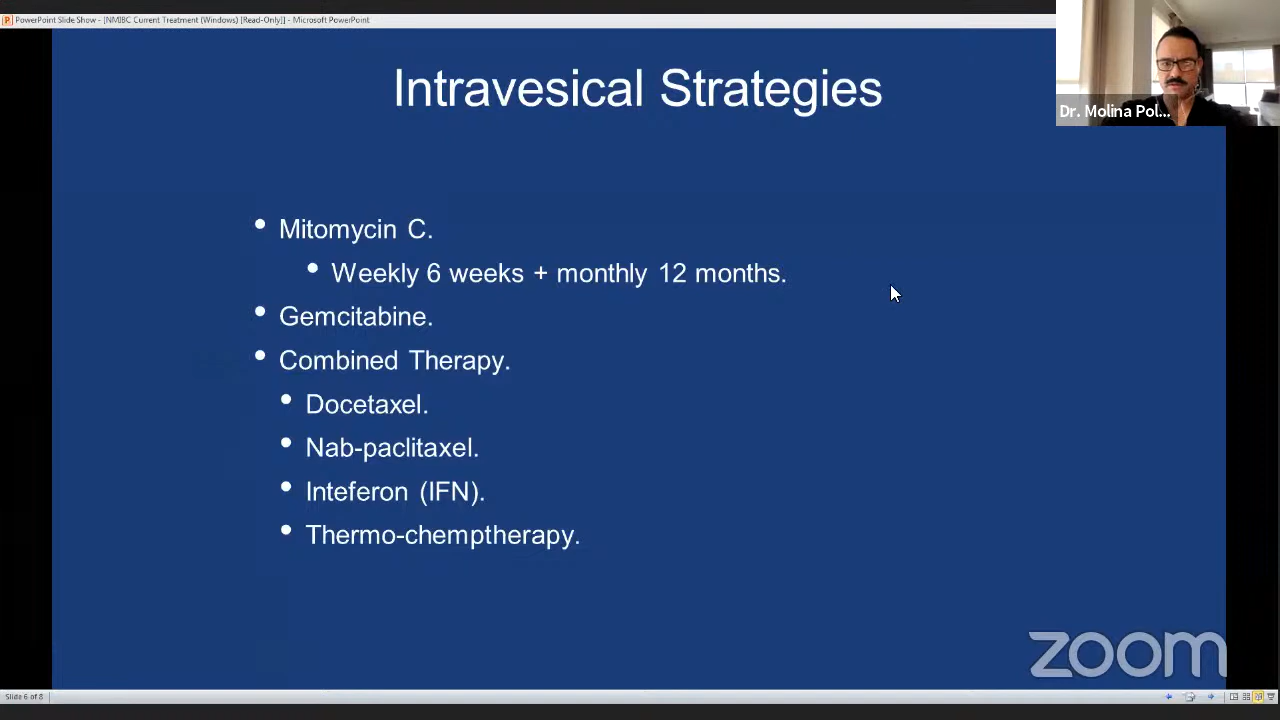 PowerPoint Slide Show - [NMIBC Current Treatment (Windows) [Read-Only]] - Microsoft PowerPoint
Dr. Molina Pol...
Intravesical Strategies
• Mitomycin C.
• Weekly 6 weeks + monthly 12 months.
• Gemcitabine.
• Combined Therapy.
• Docetaxel.
• Nab-paclitaxel.
• Inteferon (IFN).
• Thermo-chemptherapy.
zoom
Slide 6 of 8